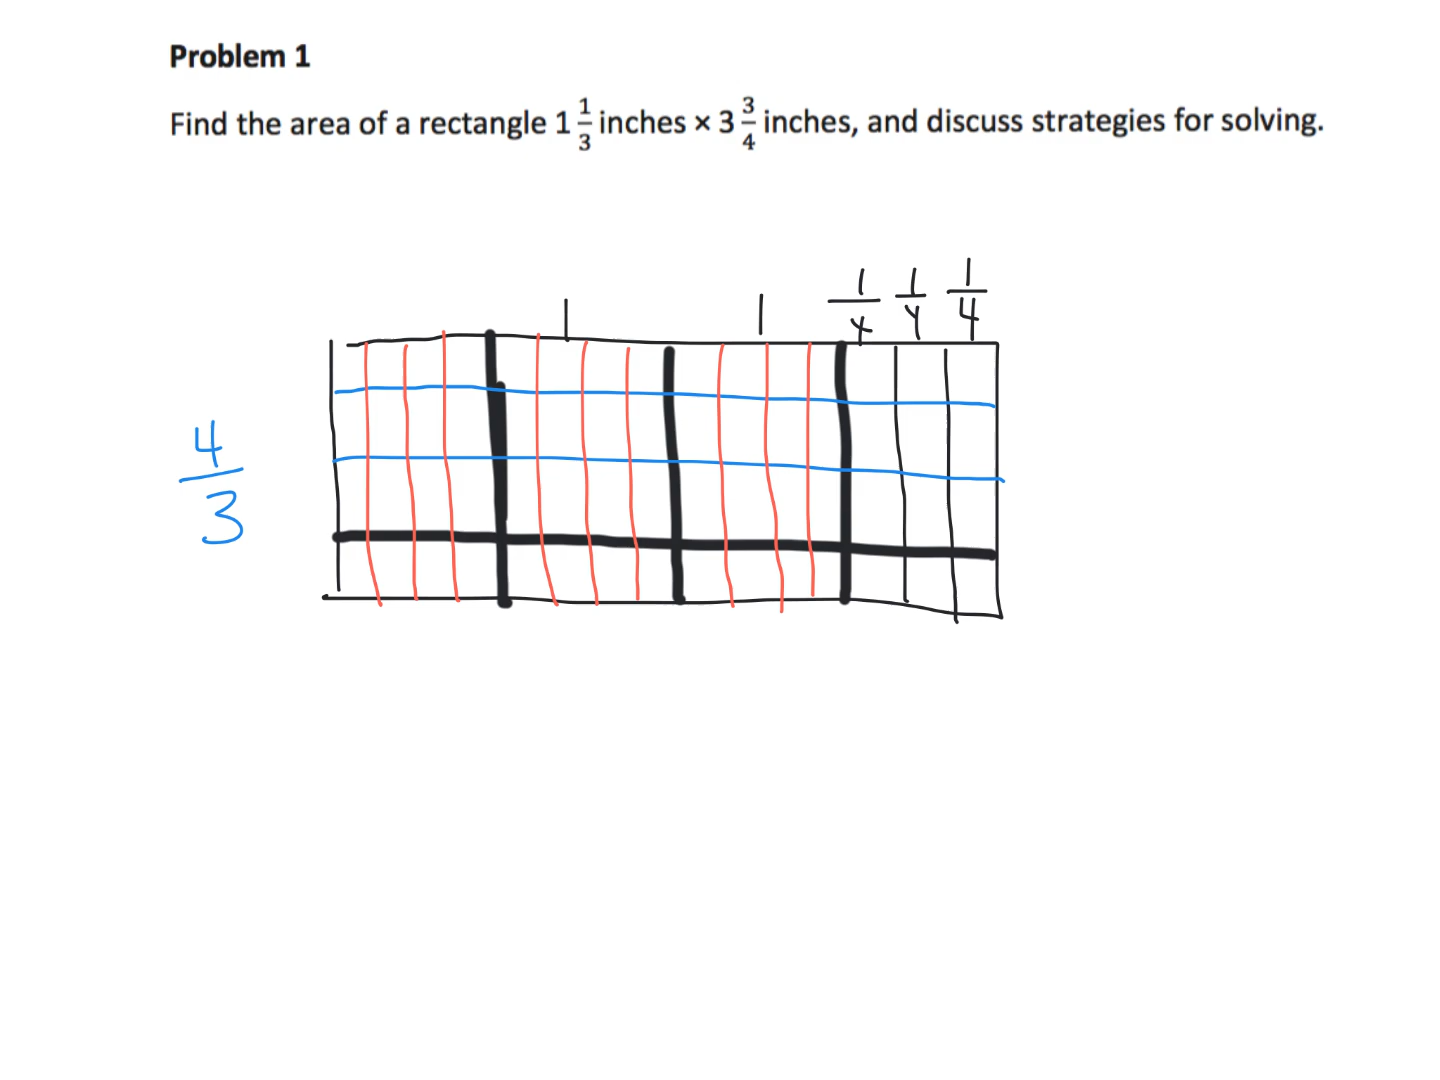 Problem 1
Find the area of a rectangle 1 1/3 inches × 3 3/4 inches, and discuss strategies for solving.
1 1 1/4 1/4 1/4
4/3